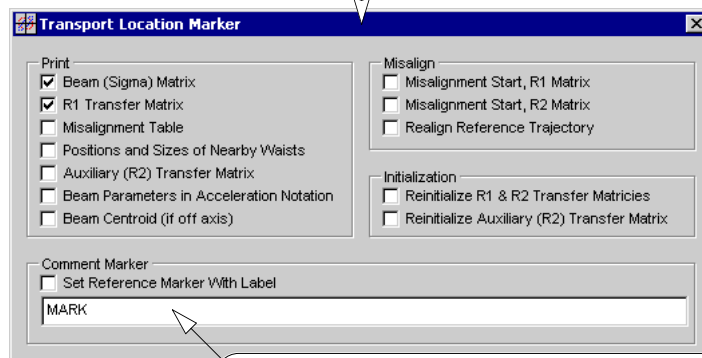 Transport Location Marker
Print
Beam (Sigma) Matrix
R1 Transfer Matrix
Misalignment Table
Positions and Sizes of Nearby Waists
Auxiliary (R2) Transfer Matrix
Beam Parameters in Acceleration Notation
Beam Centroid (if off axis)
Misalign
Misalignment Start, R1 Matrix
Misalignment Start, R2 Matrix
Realign Reference Trajectory
Initialization
Reinitialize R1 & R2 Transfer Matricies
Reinitialize Auxiliary (R2) Transfer Matrix
Comment Marker
Set Reference Marker With Label
MARK